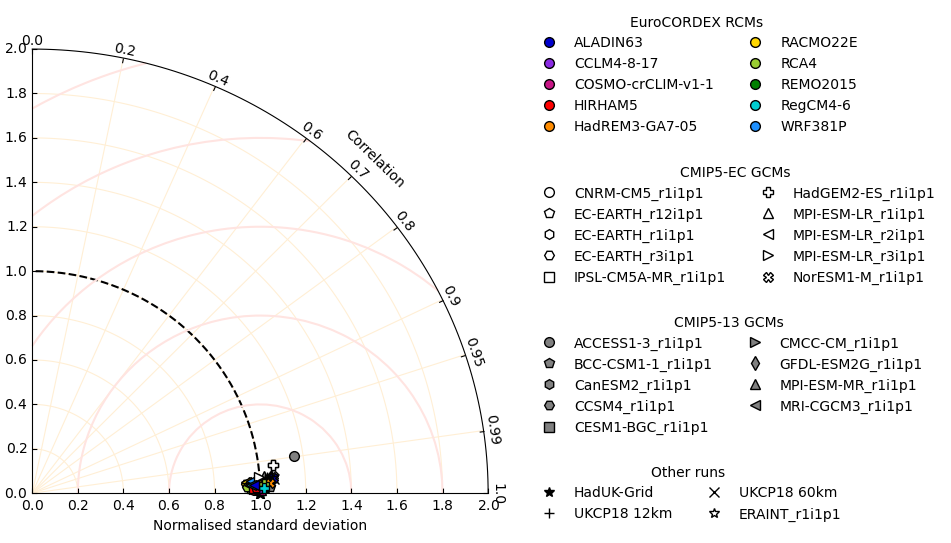 EuroCORDEX RCMs
ALADIN63
CCLM4-8-17
COSMO-crCLIM-v1-1
HIRHAM5
HadREM3-GA7-05
RACMO22E
RCA4
REMO2015
RegCM4-6
WRF381P
CMIP5-EC GCMs
CNRM-CM5_r1i1p1
EC-EARTH_r12i1p1
EC-EARTH_r1i1p1
EC-EARTH_r3i1p1
IPSL-CM5A-MR_r1i1p1
HadGEM2-ES_r1i1p1
MPI-ESM-LR_r1i1p1
MPI-ESM-LR_r2i1p1
MPI-ESM-LR_r3i1p1
NorESM1-M_r1i1p1
CMIP5-13 GCMs
ACCESS1-3_r1i1p1
BCC-CSM1-1_r1i1p1
CanESM2_r1i1p1
CCSM4_r1i1p1
CESM1-BGC_r1i1p1
CMCC-CM_r1i1p1
GFDL-ESM2G_r1i1p1
MPI-ESM-MR_r1i1p1
MRI-CGCM3_r1i1p1
Other runs
HadUK-Grid
UKCP18 12km
UKCP18 60km
ERAINT_r1i1p1
2.0
1.8
1.6
1.4
1.2
1.0
0.8
0.6
0.4
0.2
0.0
0.0
0.2
0.4
0.6
0.7
0.8
0.9
0.95
0.99
1.0
Correlation
0.0
0.2
0.4
0.6
0.8
1.0
1.2
1.4
1.6
1.8
2.0
Normalised standard deviation